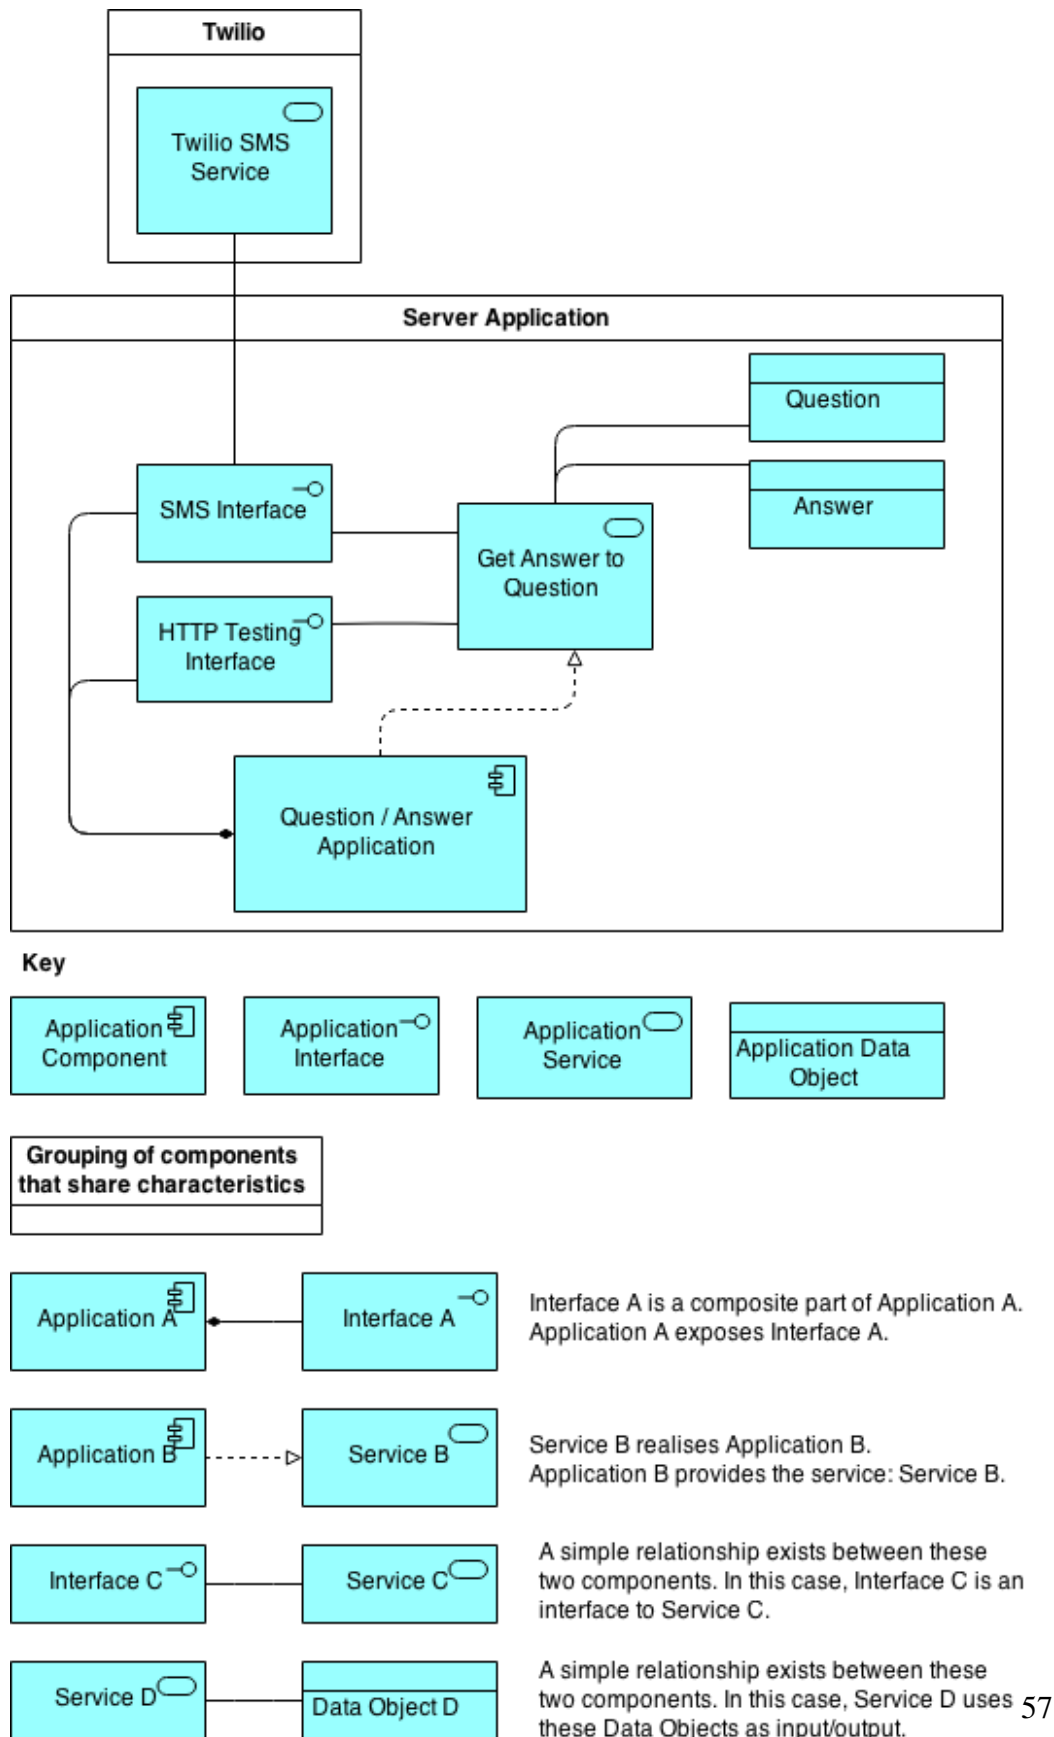 Twilio
Twilio SMS
Service
Server Application
Question
Answer
SMS Interface
Get Answer to
Question
HTTP Testing
Interface
Question / Answer
Application
Key
Application
Component
Application
Interface
Application
Service
Application Data
Object
Grouping of components
that share characteristics
Application A
Interface A
Interface A is a composite part of Application A.
Application A exposes Interface A.
Application B
Service B
Service B realises Application B.
Application B provides the service: Service B.
Interface C
Service C
A simple relationship exists between these
two components. In this case, Interface C is an
interface to Service C.
Service D
Data Object D
A simple relationship exists between these
two components. In this case, Service D uses
these Data Objects as input/output.
57